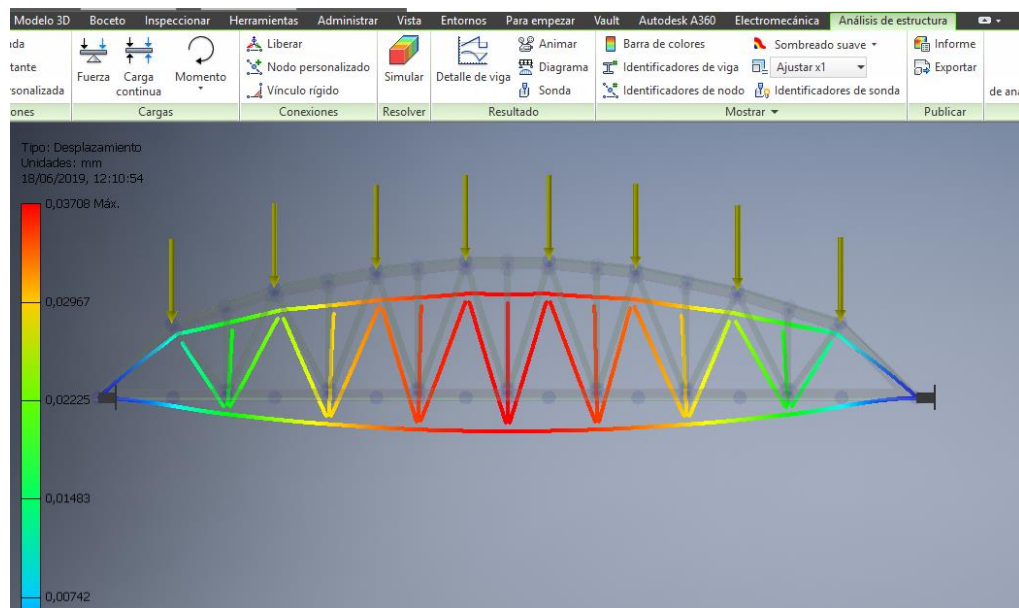 Modelo 3D Boceto Inspeccionar Herramientas Administrar Vista Entornos Para empezar Vault Autodesk A360 Electromecánica Análisis de estructura
Liberar Animar Barra de colores Sombreado suave Informe
Nodo personalizado Diagrama Identificadores de viga Ajustar x1 Exportar
Fuerza Carga continua Momento Simular Detalle de viga
Vínculo rígido Sonda Identificadores de nodo Identificadores de sonda
Cargas Conexiones Resolver Resultado Mostrar Publicar
Tipo: Desplazamiento
Unidades: mm
18/06/2019, 12:10:54
0,03708 Máx.
0,02967
0,02225
0,01483
0,00742